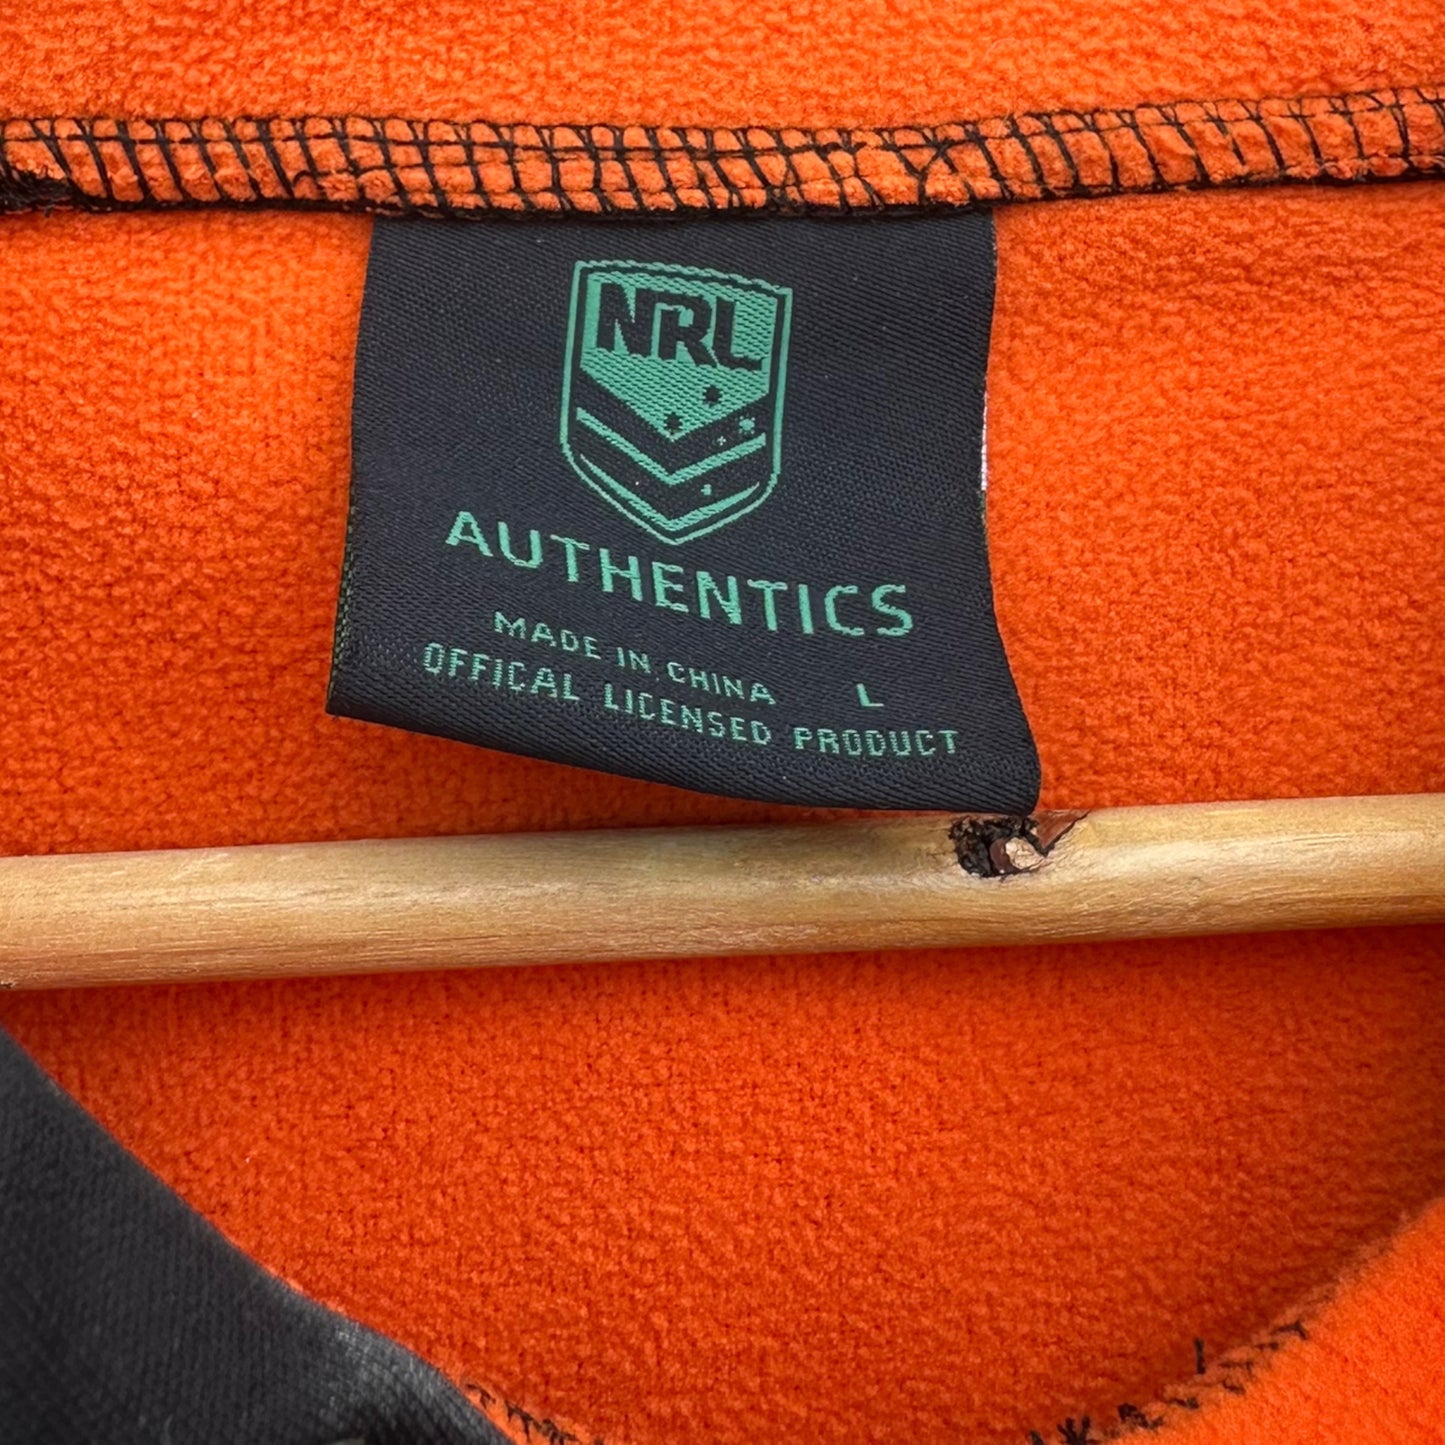 NRL
AUTHENTICS
MADE IN CHINA L
OFFICAL LICENSED PRODUCT